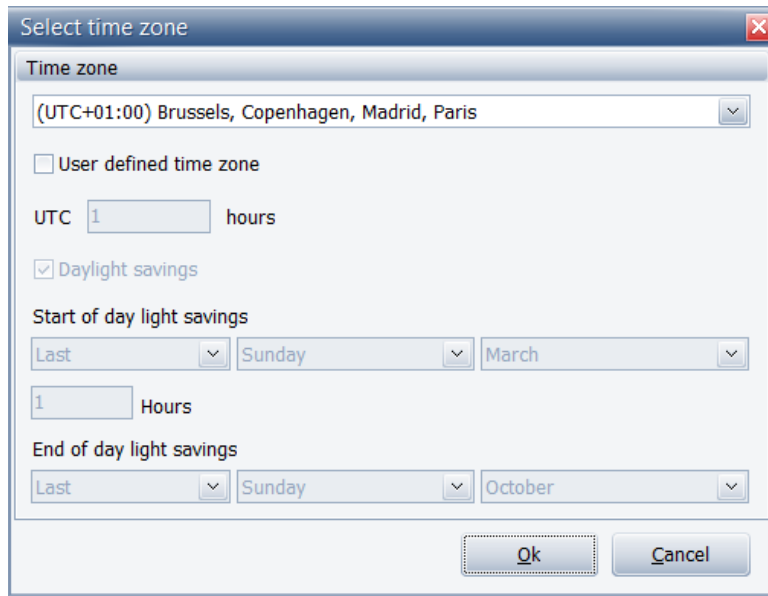 Select time zone
Time zone
(UTC+01:00) Brussels, Copenhagen, Madrid, Paris
User defined time zone
UTC 1 hours
Daylight savings
Start of day light savings
Last Sunday March
1 Hours
End of day light savings
Last Sunday October
Ok Cancel